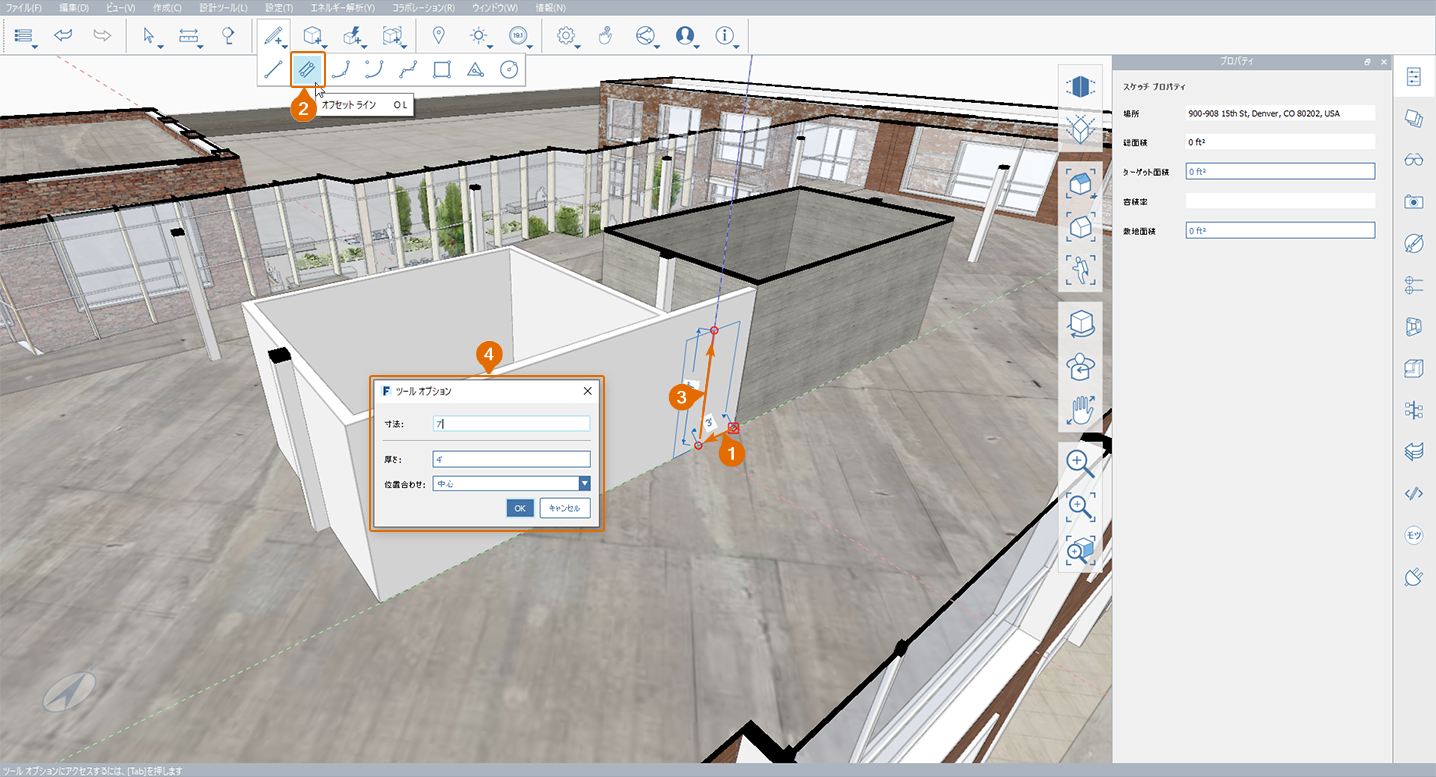 ファイル(F) 編集(D) ビュー(V) 作成(C) 設計ツール(L) 設定(T) エネルギー解析(Y) コラボレーション(R) ウィンドウ(W) 情報(N)
19.1
2
オフセット ライン OL
プロパティ
スケッチ プロパティ
場所 900-908 15th St, Denver, CO 80202, USA
総面積 0 ft²
ターゲット面積 0 ft²
容積率
敷地面積 0 ft²
4
F ツール オプション
寸法: 7'
厚さ: 4'
位置合わせ: 中心
OK キャンセル
3
3'
1
モツ
ツール オプションにアクセスするには、[Tab]を押します